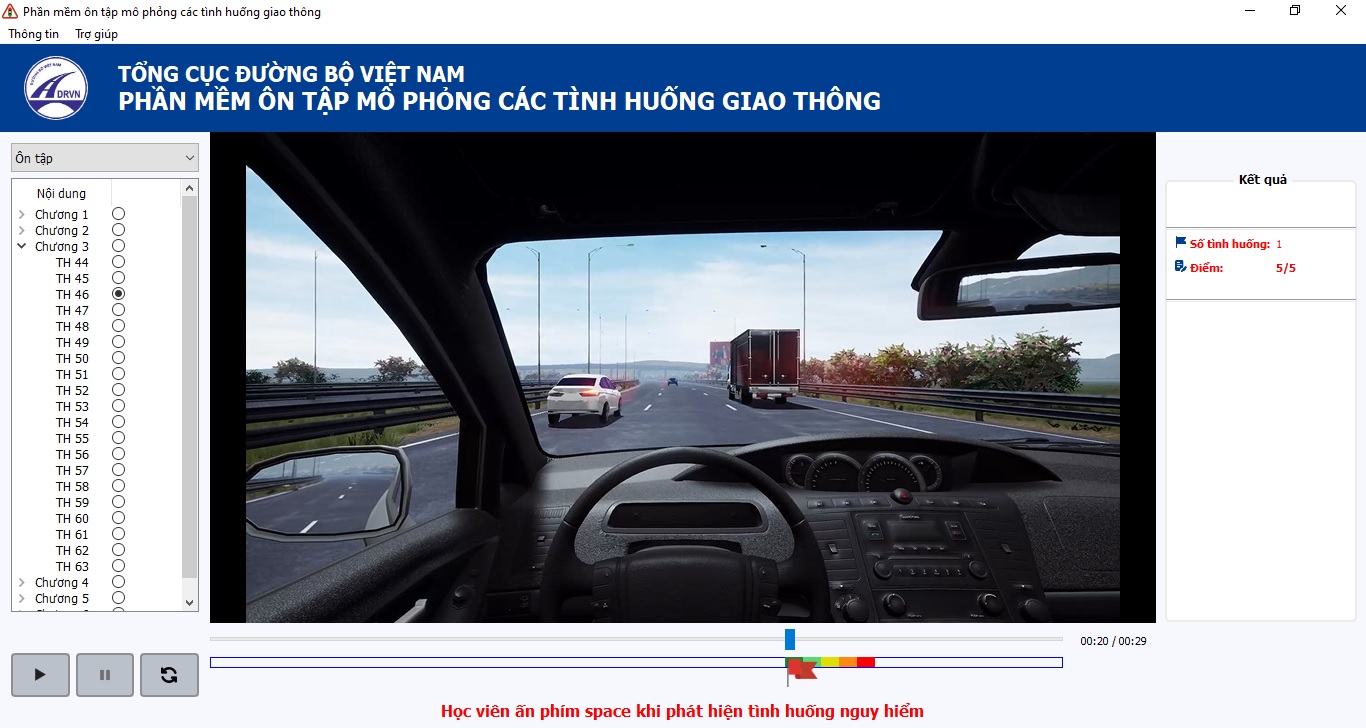 Phần mềm ôn tập mô phỏng các tình huống giao thông
Thông tin Trợ giúp
TỔNG CỤC ĐƯỜNG BỘ VIỆT NAM
PHẦN MỀM ÔN TẬP MÔ PHỎNG CÁC TÌNH HUỐNG GIAO THÔNG
ĐƯỜNG BỘ VIỆT NAM
DRVN
Ôn tập
Nội dung
Chương 1
Chương 2
Chương 3
TH 44
TH 45
TH 46
TH 47
TH 48
TH 49
TH 50
TH 51
TH 52
TH 53
TH 54
TH 55
TH 56
TH 57
TH 58
TH 59
TH 60
TH 61
TH 62
TH 63
Chương 4
Chương 5
Kết quả
Số tình huống: 1
Điểm: 5/5
00:20 / 00:29
Học viên ấn phím space khi phát hiện tình huống nguy hiểm